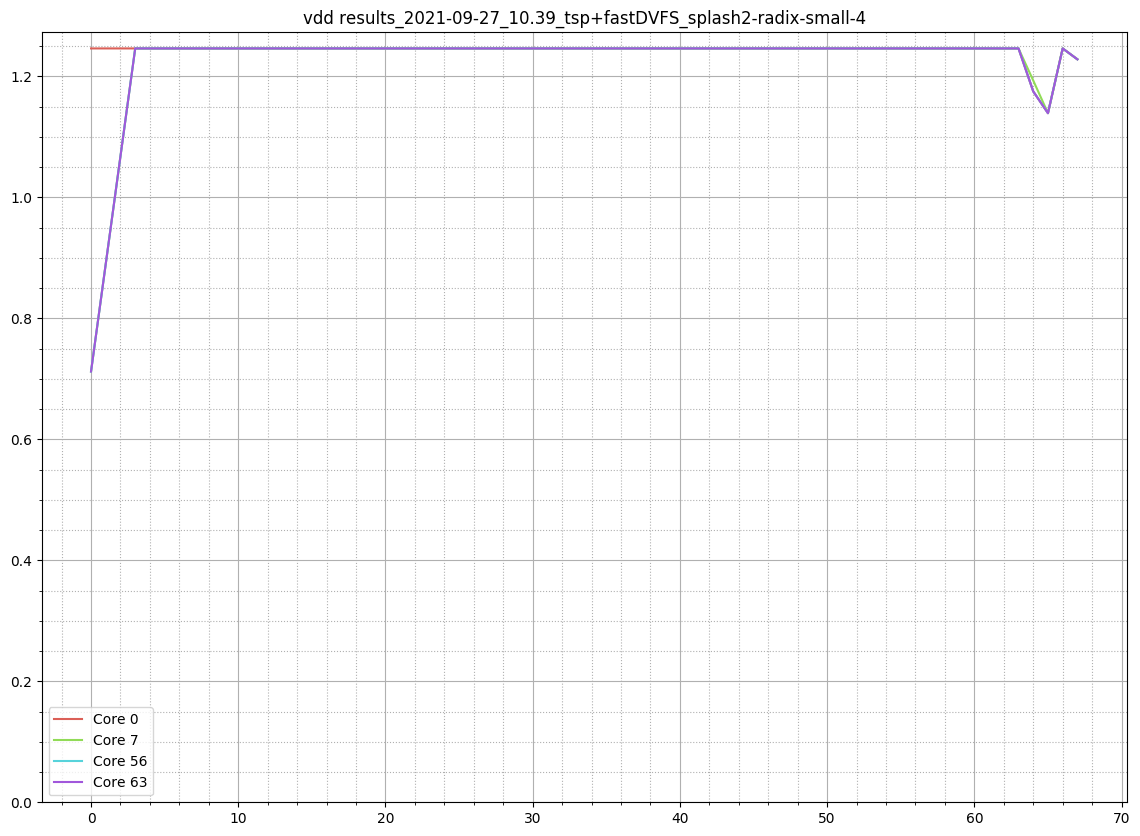 vdd results_2021-09-27_10.39_tsp+fastDVFS_splash2-radix-small-4
1.2
1.0
0.8
0.6
0.4
0.2
0.0
Core 0
Core 7
Core 56
Core 63
0 10 20 30 40 50 60 70